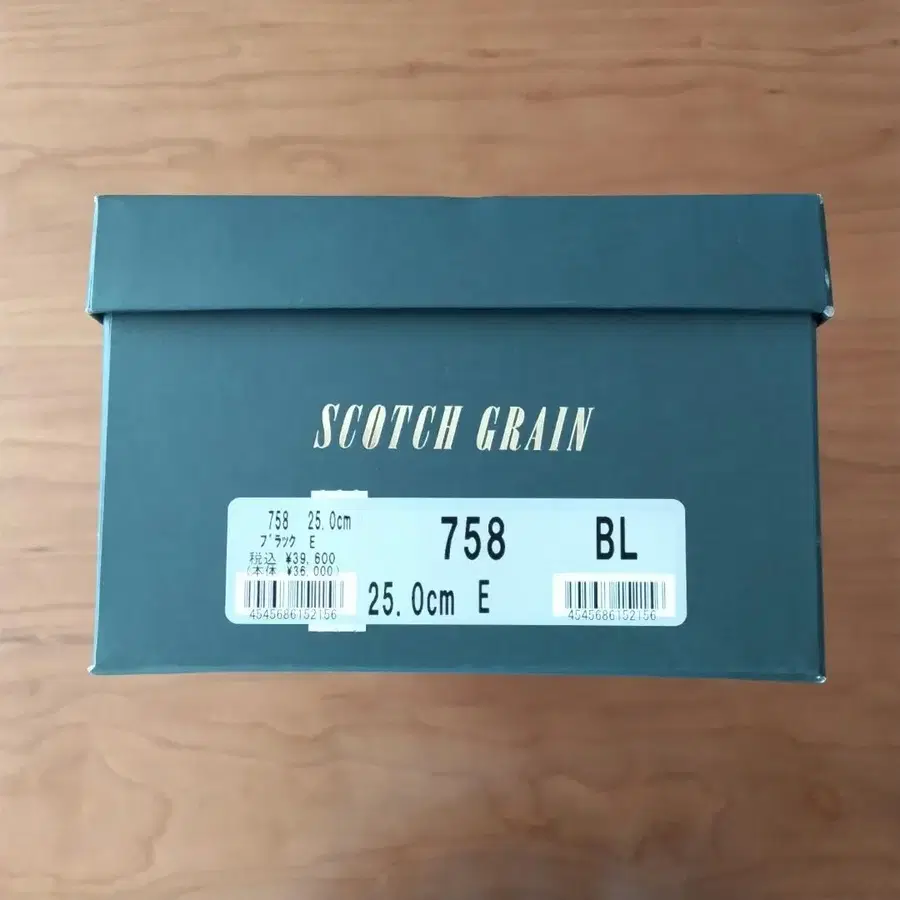 SCOTCH GRAIN
758 25.0cm
ブラック E
税込 ¥39,600
(本体 ¥36,000)
4545686152156
758 BL
25.0cm E
4545686152156